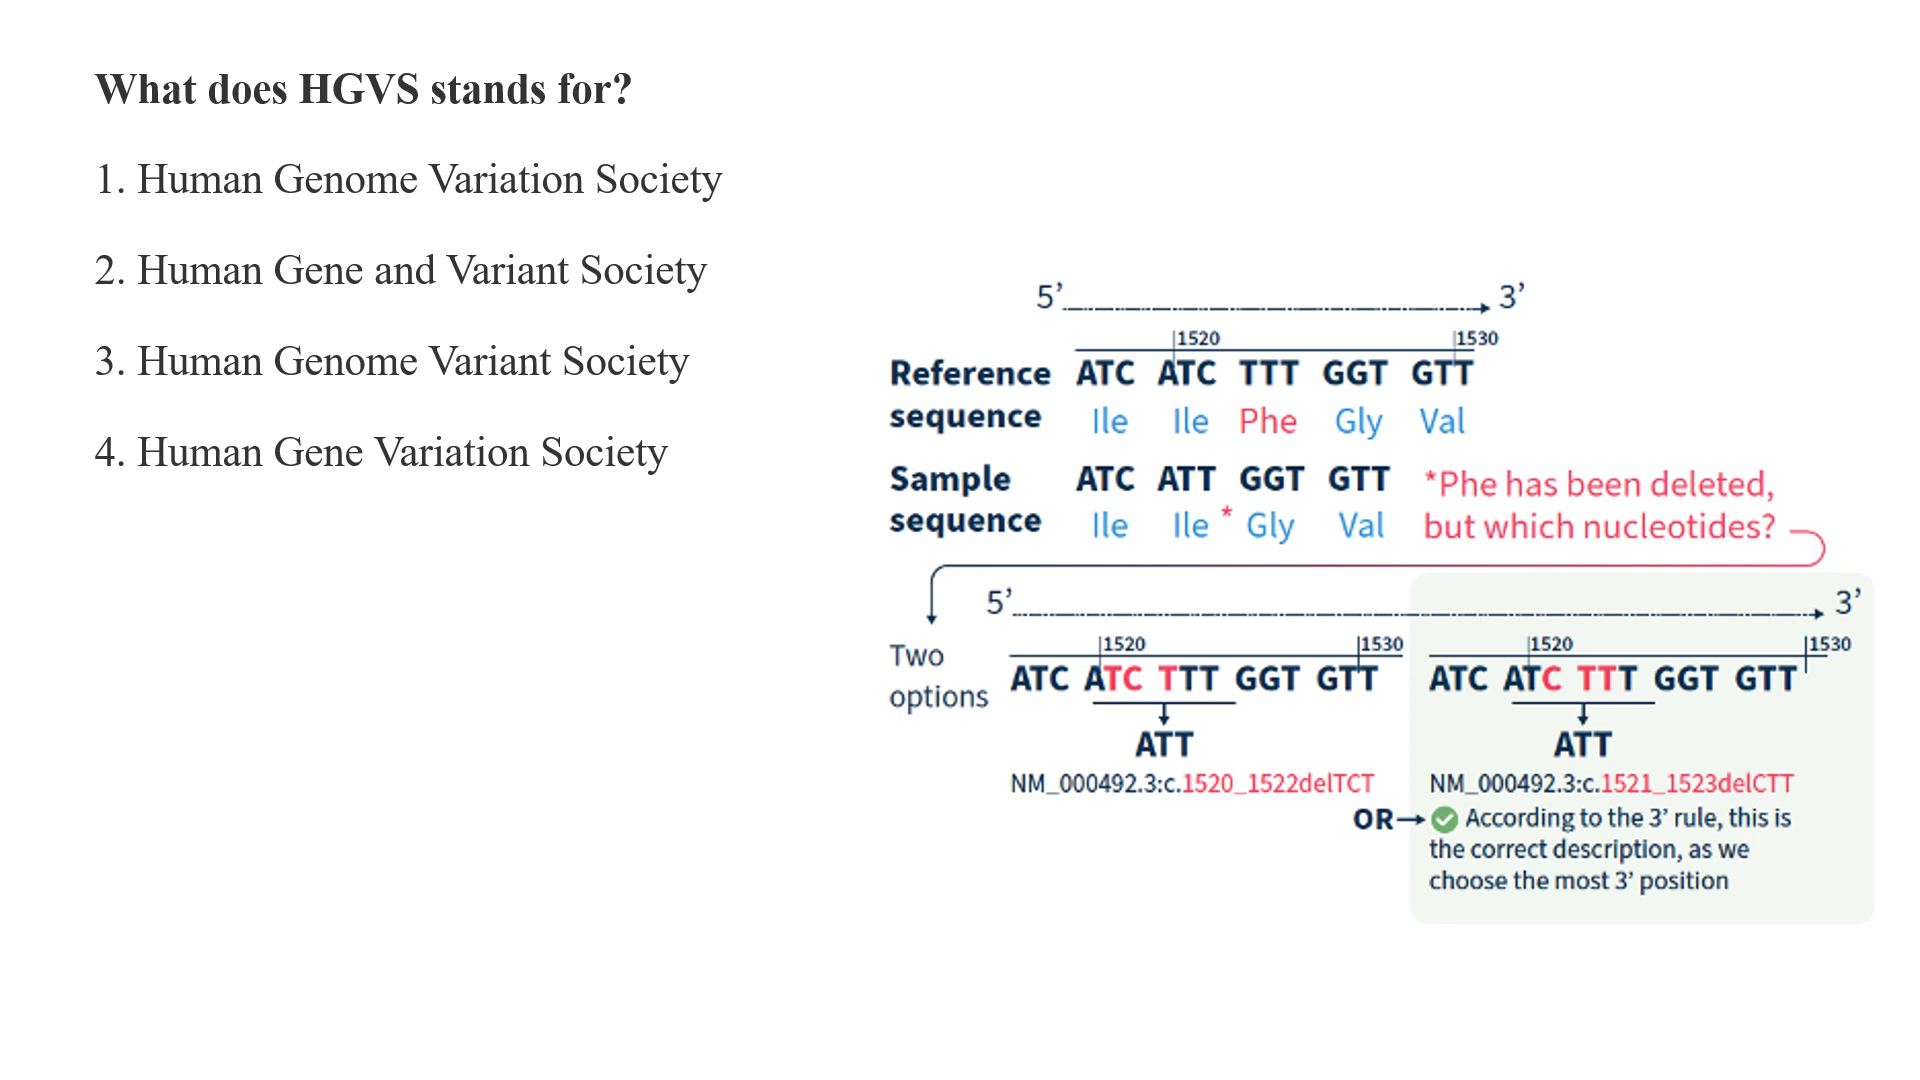 What does HGVS stands for?
1. Human Genome Variation Society
2. Human Gene and Variant Society
3. Human Genome Variant Society
4. Human Gene Variation Society
5’ 3’
1520 1530
Reference ATC ATC TTT GGT GTT
sequence Ile Ile Phe Gly Val
Sample ATC ATT GGT GTT
sequence Ile Ile * Gly Val
*Phe has been deleted,
but which nucleotides?
5’ 3’
Two
options
1520 1530
ATC ATC TTT GGT GTT
ATT
NM_000492.3:c.1520_1522delTCT
OR
1520 1530
ATC ATC TTT GGT GTT
ATT
NM_000492.3:c.1521_1523delCTT
According to the 3’ rule, this is
the correct description, as we
choose the most 3’ position